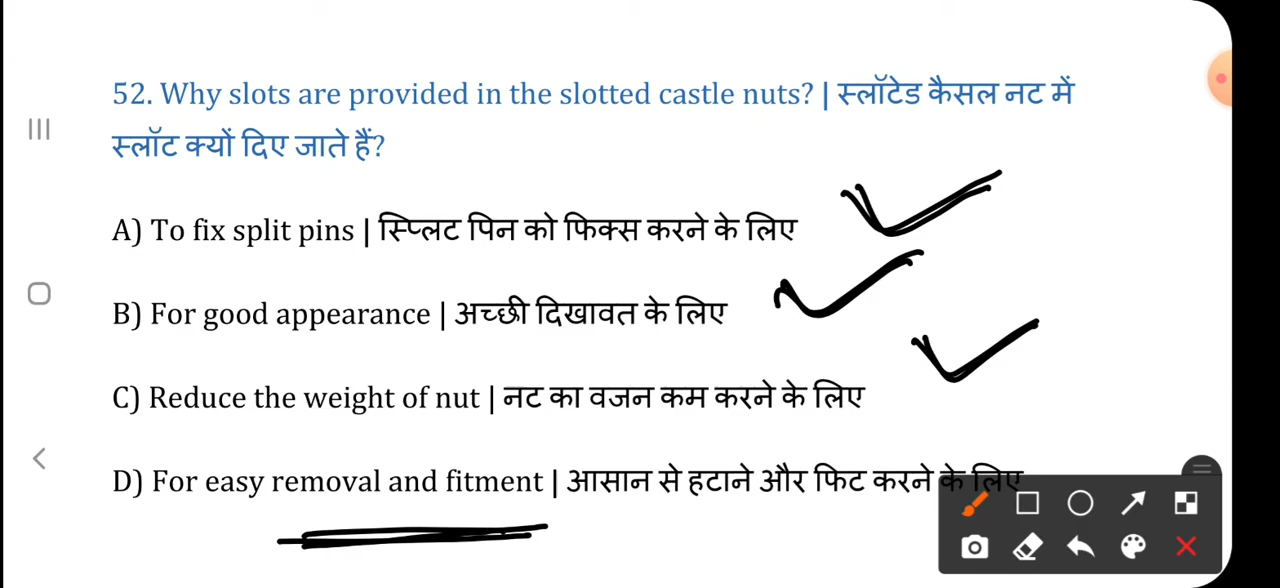 52. Why slots are provided in the slotted castle nuts? | स्लॉटेड कैसल नट में
स्लॉट क्यों दिए जाते हैं?
A) To fix split pins | स्प्लिट पिन को फिक्स करने के लिए
B) For good appearance | अच्छी दिखावत के लिए
C) Reduce the weight of nut | नट का वजन कम करने के लिए
D) For easy removal and fitment | आसान से हटाने और फिट करने के लिए